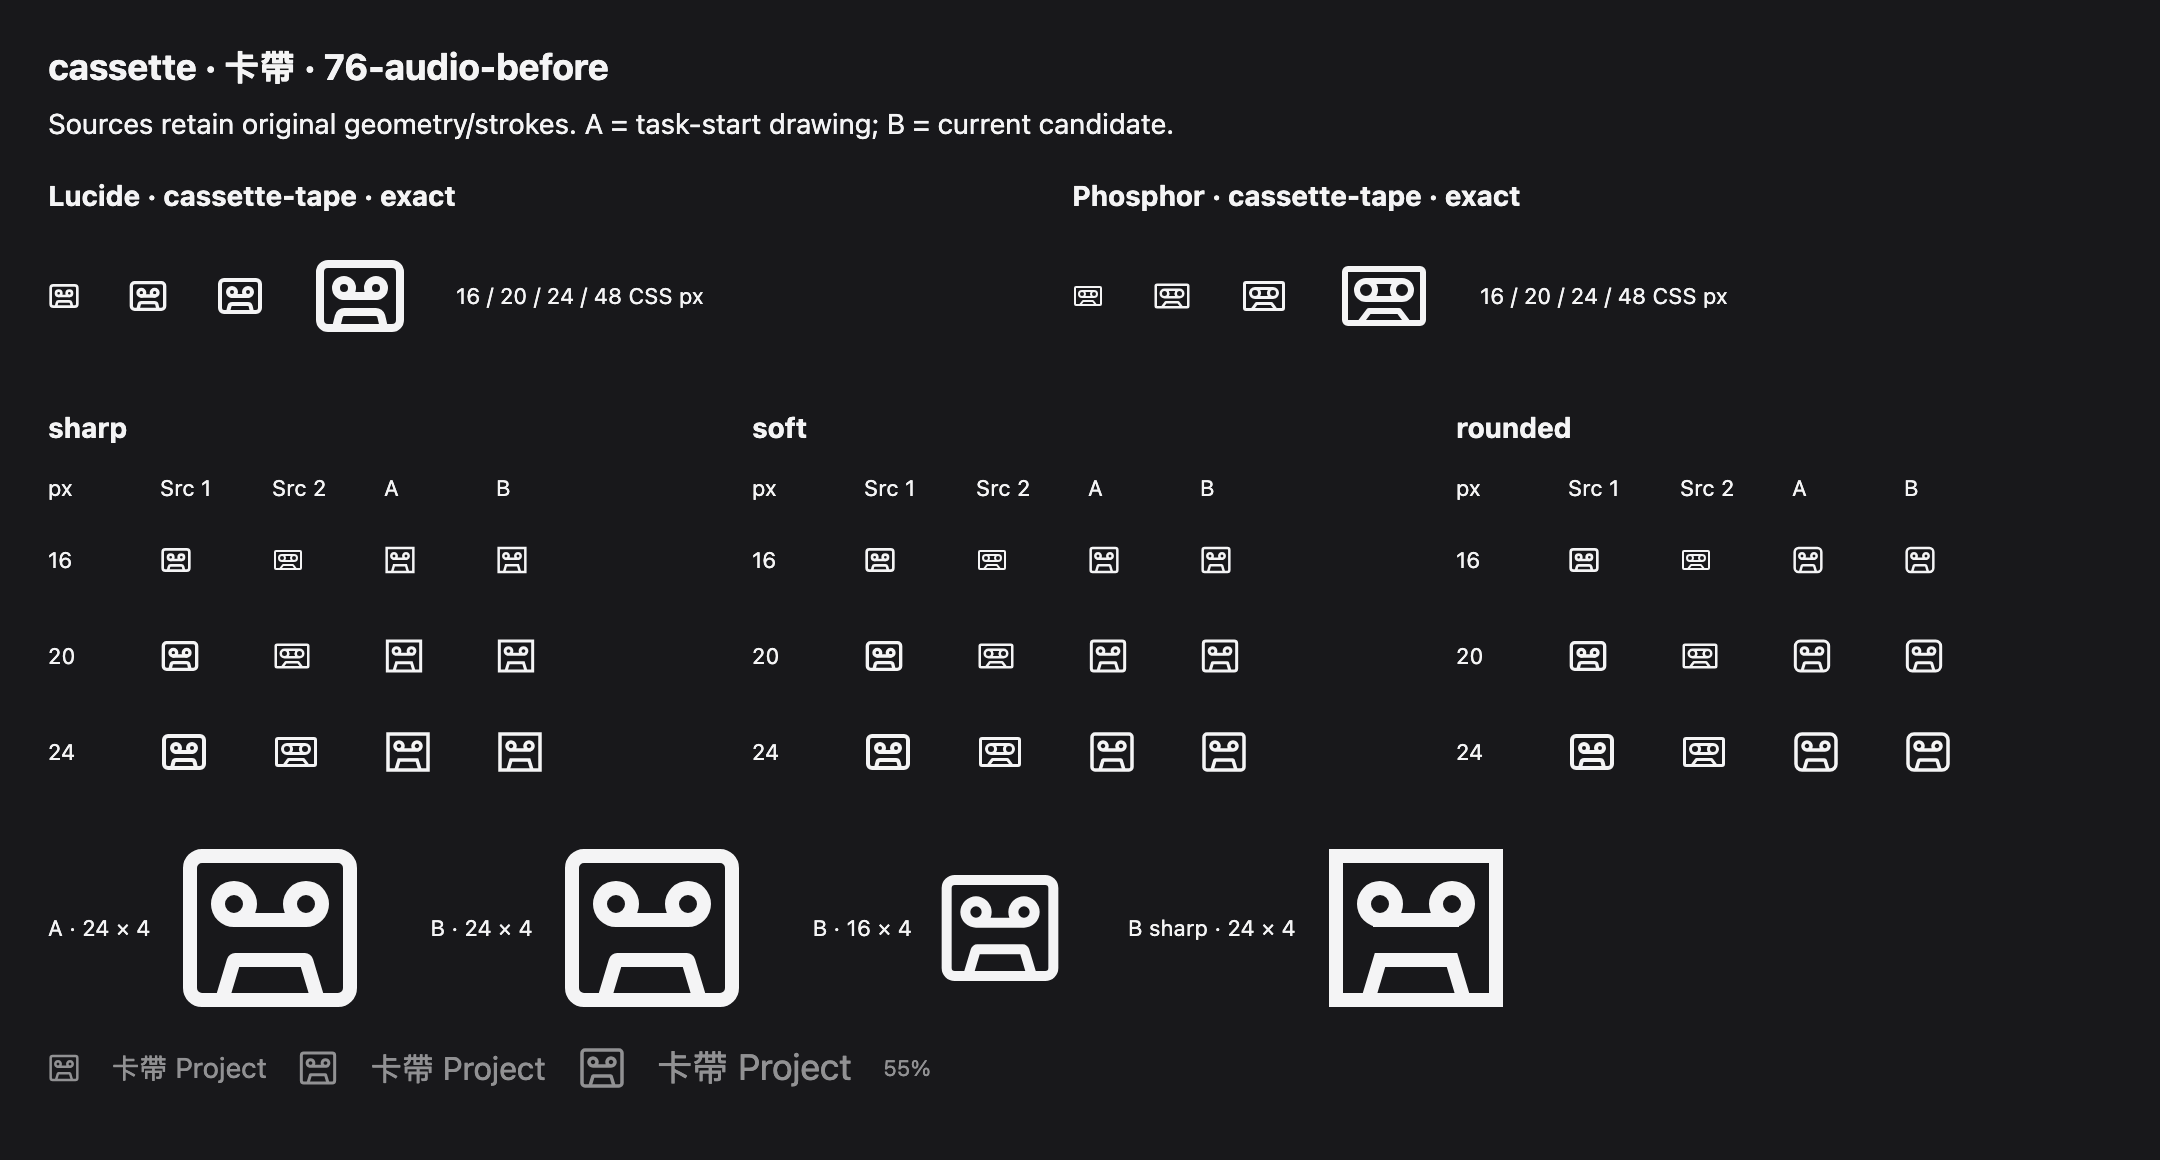 cassette · 卡帶 · 76-audio-before
Sources retain original geometry/strokes. A = task-start drawing; B = current candidate.
Lucide · cassette-tape · exact
Phosphor · cassette-tape · exact
16 / 20 / 24 / 48 CSS px
16 / 20 / 24 / 48 CSS px
sharp
soft
rounded
px Src 1 Src 2 A B
px Src 1 Src 2 A B
px Src 1 Src 2 A B
16
16
16
20
20
20
24
24
24
A · 24 × 4
B · 24 × 4
B · 16 × 4
B sharp · 24 × 4
卡帶 Project
卡帶 Project
卡帶 Project
55%